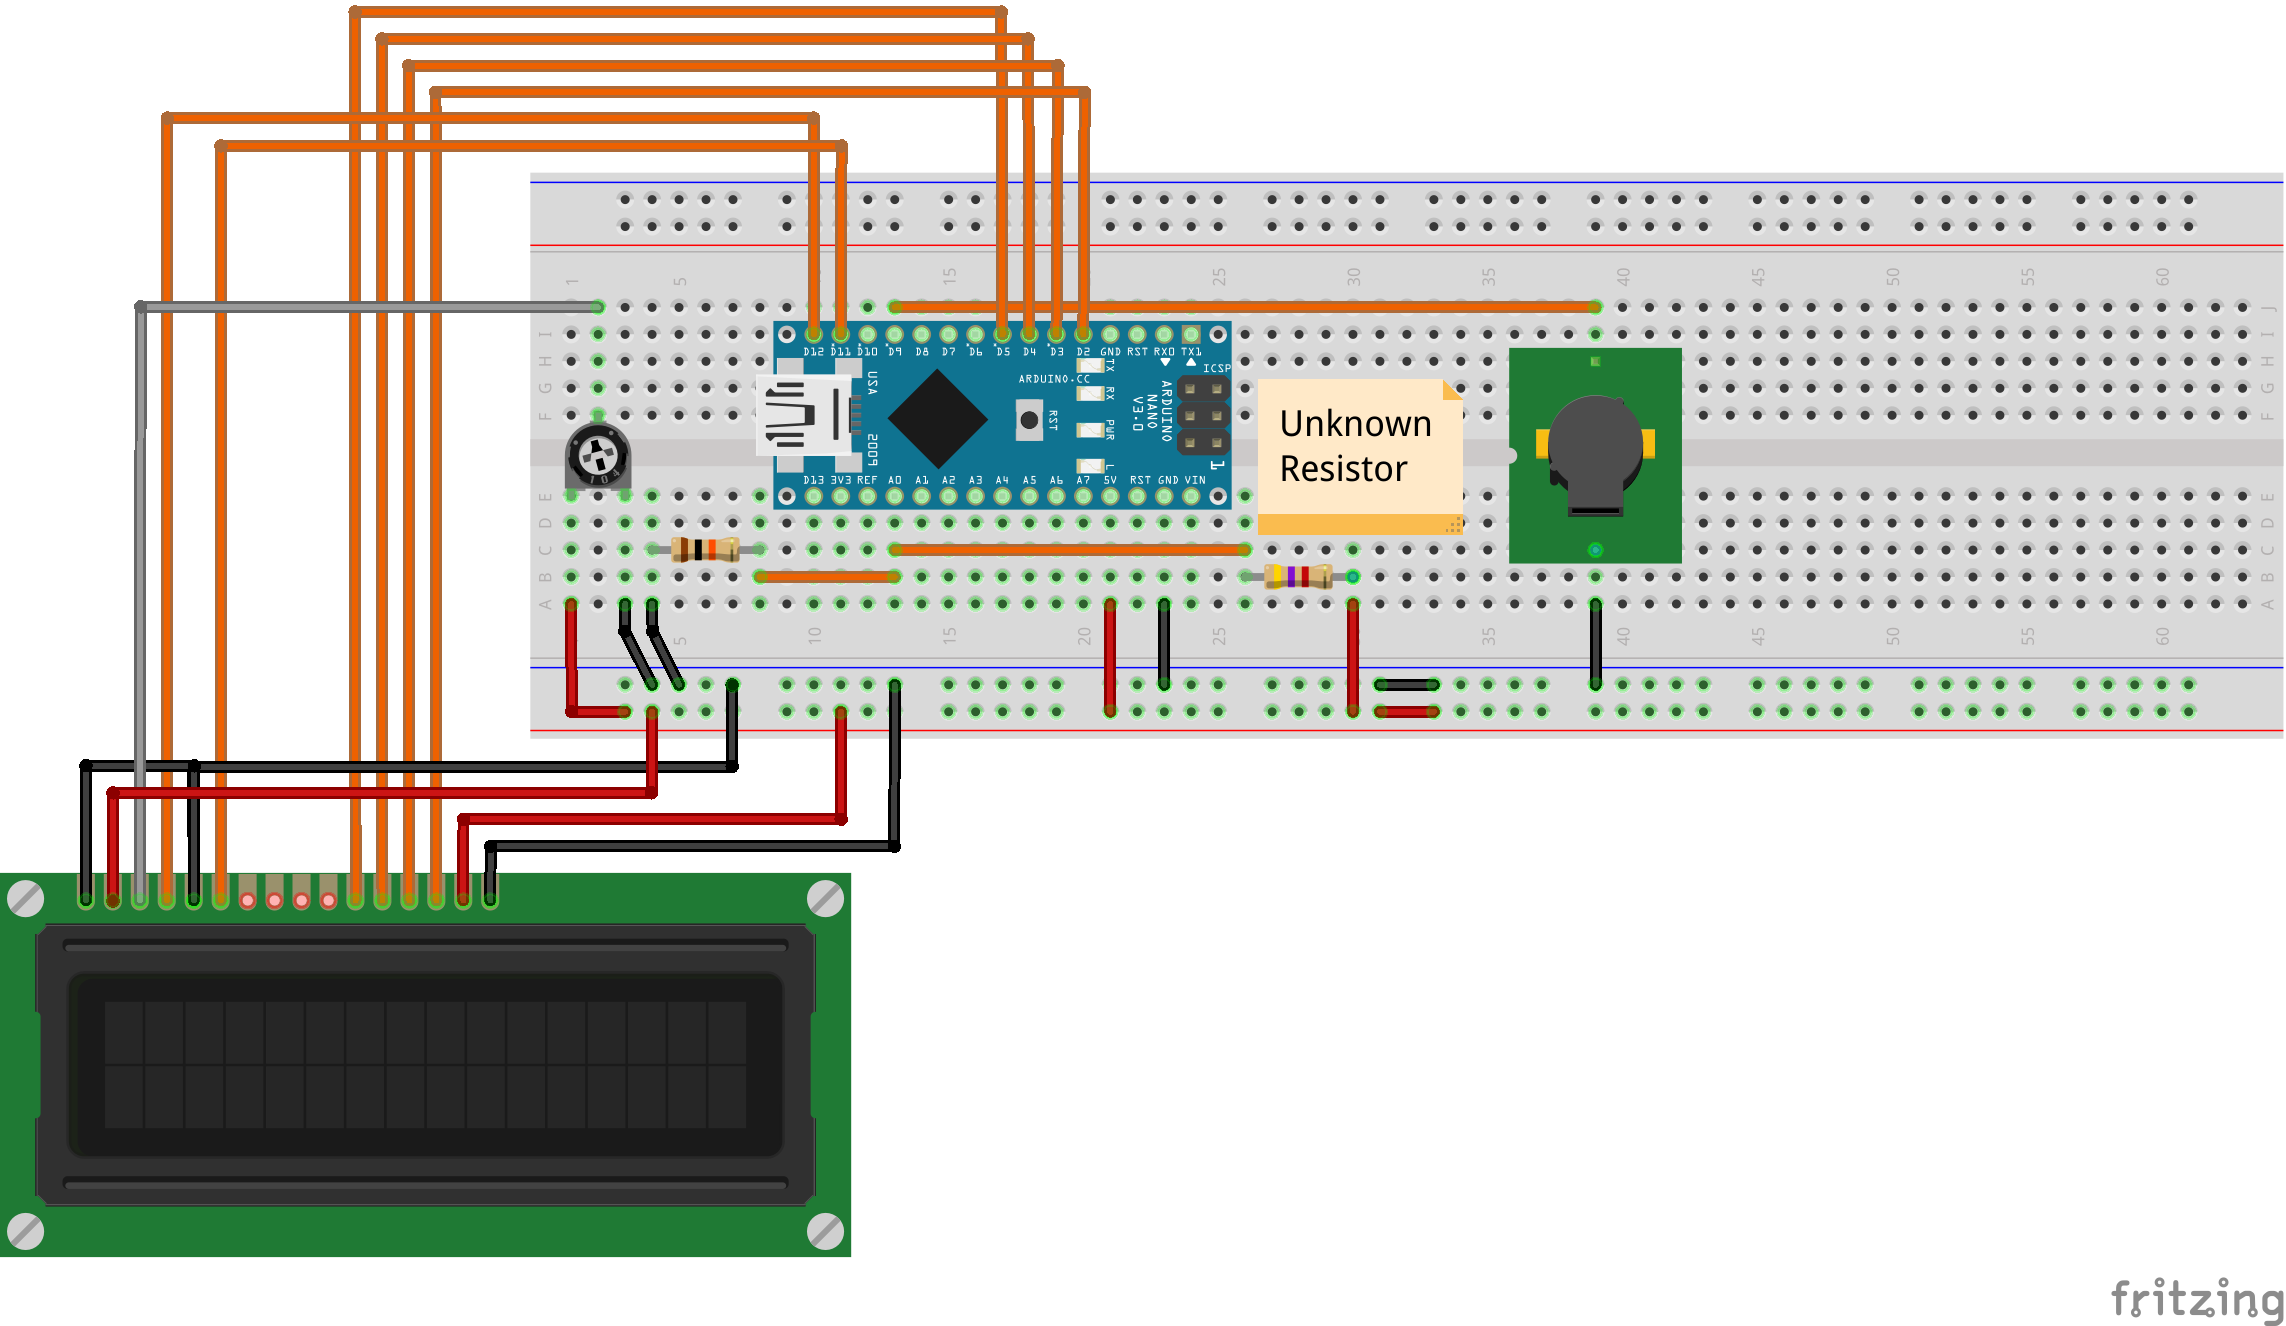 1 5 15 25 30 35 40 45 50 55 60
J
I I
H H
G G
F F
D12 D11 D10 D9 D8 D7 D6 D5 D4 D3 D2 GND RST RX0 TX1
ICSP
ARDUINO.CC
TX
RX
RST
PWR
L
USA
2009
ARDUINO
NANO
V3.0
1
D13 3V3 REF A0 A1 A2 A3 A4 A5 A6 A7 5V RST GND VIN
Unknown
Resistor
104
E E
D D
C C
B B
A A
5 10 15 20 25 35 40 45 50 55 60
fritzing